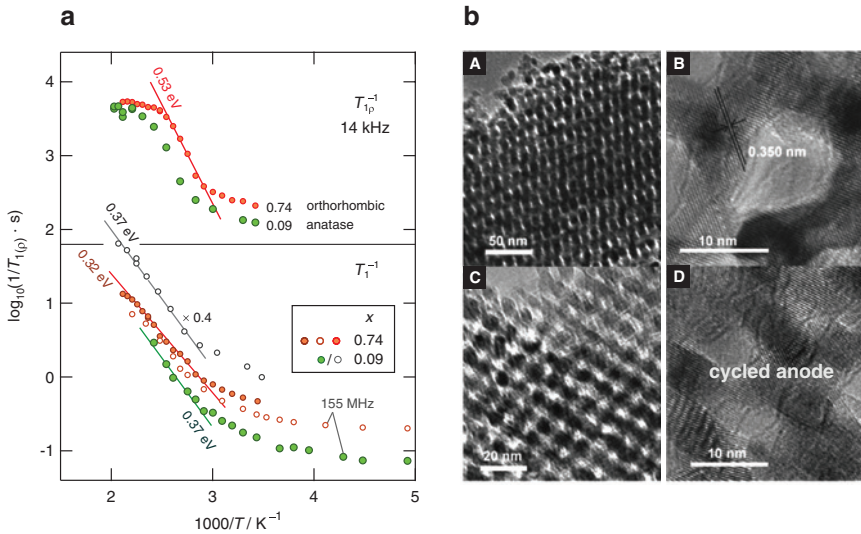 a
b
4
3
2
1
0
-1
log10(1/T1(ρ) · s)
0.53 eV
T1ρ−1
14 kHz
0.74 orthorhombic
0.09 anatase
0.37 eV
T1−1
0.32 eV
× 0.4
x
0.74
/ 0.09
155 MHz
0.37 eV
2 3 4 5
1000/T / K−1
A
50 nm
B
0.350 nm
10 nm
C
20 nm
D
cycled anode
10 nm